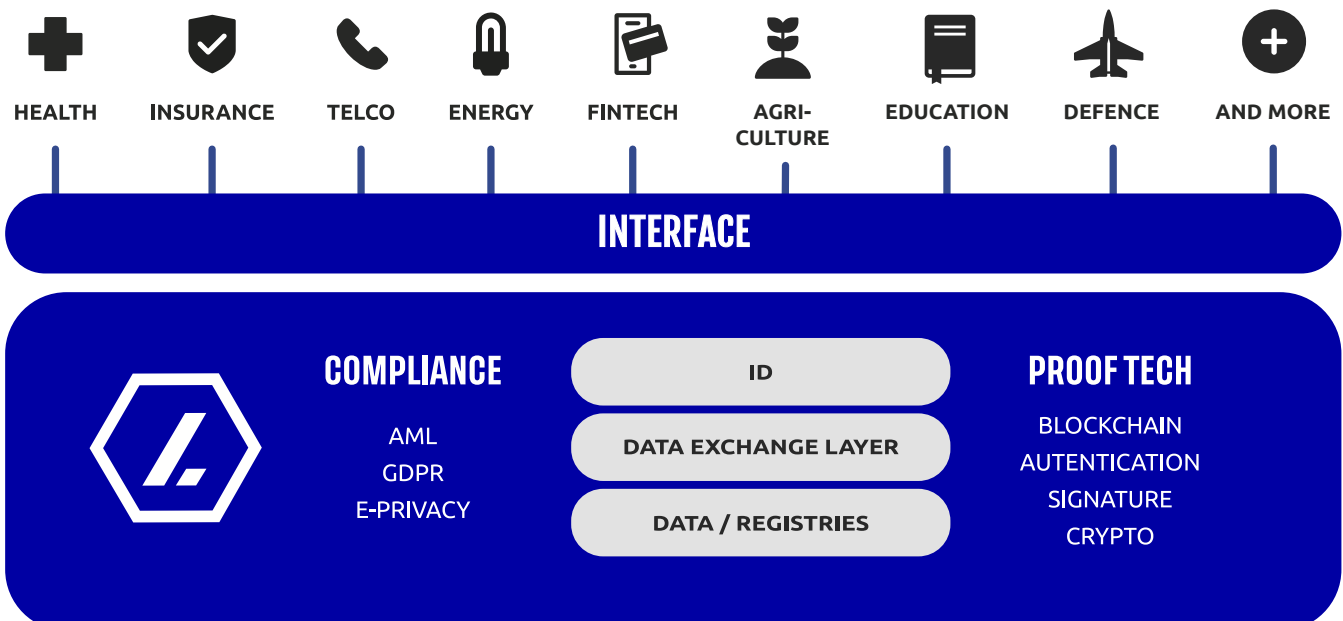 HEALTH
INSURANCE
TELCO
ENERGY
FINTECH
AGRI-
CULTURE
EDUCATION
DEFENCE
AND MORE
INTERFACE
COMPLIANCE
AML
GDPR
E-PRIVACY
ID
DATA EXCHANGE LAYER
DATA / REGISTRIES
PROOF TECH
BLOCKCHAIN
AUTENTICATION
SIGNATURE
CRYPTO